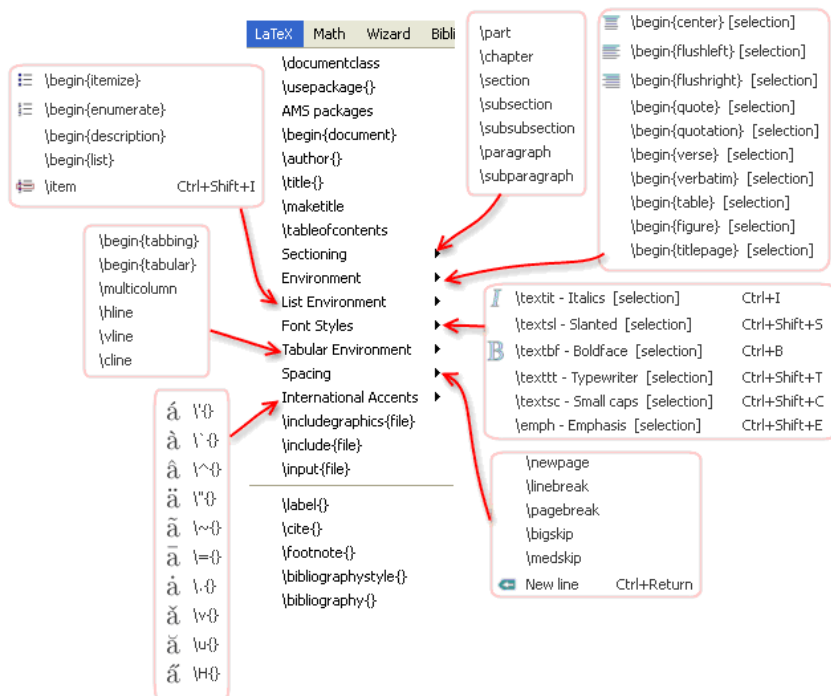 LaTeX Math Wizard Bibli
\documentclass
\usepackage{}
AMS packages
\begin{document}
\author{}
\title{}
\maketitle
\tableofcontents
Sectioning
Environment
List Environment
Font Styles
Tabular Environment
Spacing
International Accents
\includegraphics{file}
\include{file}
\input{file}
\label{}
\cite{}
\footnote{}
\bibliographystyle{}
\bibliography{}
\begin{itemize}
\begin{enumerate}
\begin{description}
\begin{list}
\item Ctrl+Shift+I
\begin{tabbing}
\begin{tabular}
\multicolumn
\hline
\vline
\cline
á \'{}
à \`{}
â \^{}
ä \"{}
ã \~{}
ā \={}
ȧ \.{}
ǎ \v{}
ă \u{}
a̋ \H{}
\part
\chapter
\section
\subsection
\subsubsection
\paragraph
\subparagraph
\begin{center} [selection]
\begin{flushleft} [selection]
\begin{flushright} [selection]
\begin{quote} [selection]
\begin{quotation} [selection]
\begin{verse} [selection]
\begin{verbatim} [selection]
\begin{table} [selection]
\begin{figure} [selection]
\begin{titlepage} [selection]
I \textit - Italics [selection] Ctrl+I
\textsl - Slanted [selection] Ctrl+Shift+S
B \textbf - Boldface [selection] Ctrl+B
\texttt - Typewriter [selection] Ctrl+Shift+T
\textsc - Small caps [selection] Ctrl+Shift+C
\emph - Emphasis [selection] Ctrl+Shift+E
\newpage
\linebreak
\pagebreak
\bigskip
\medskip
New line Ctrl+Return